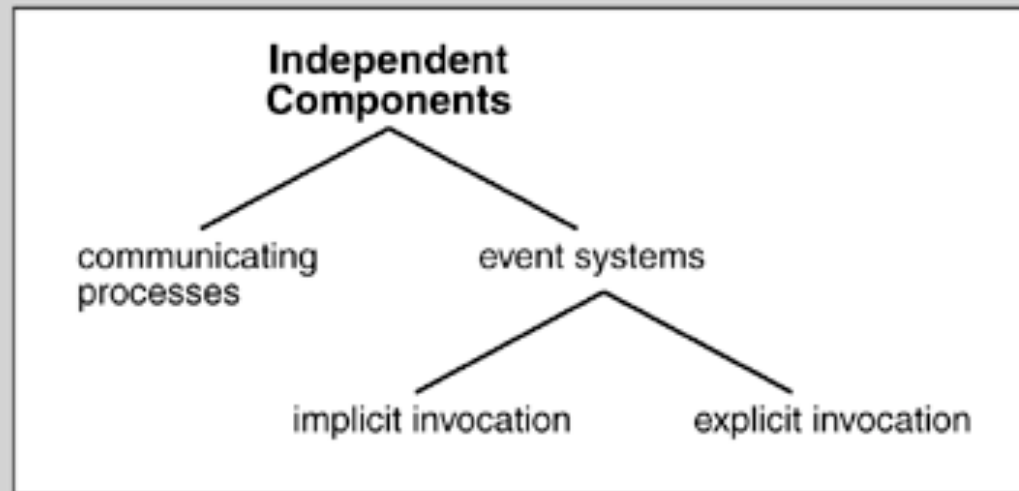 Independent
Components
communicating
processes
event systems
implicit invocation
explicit invocation